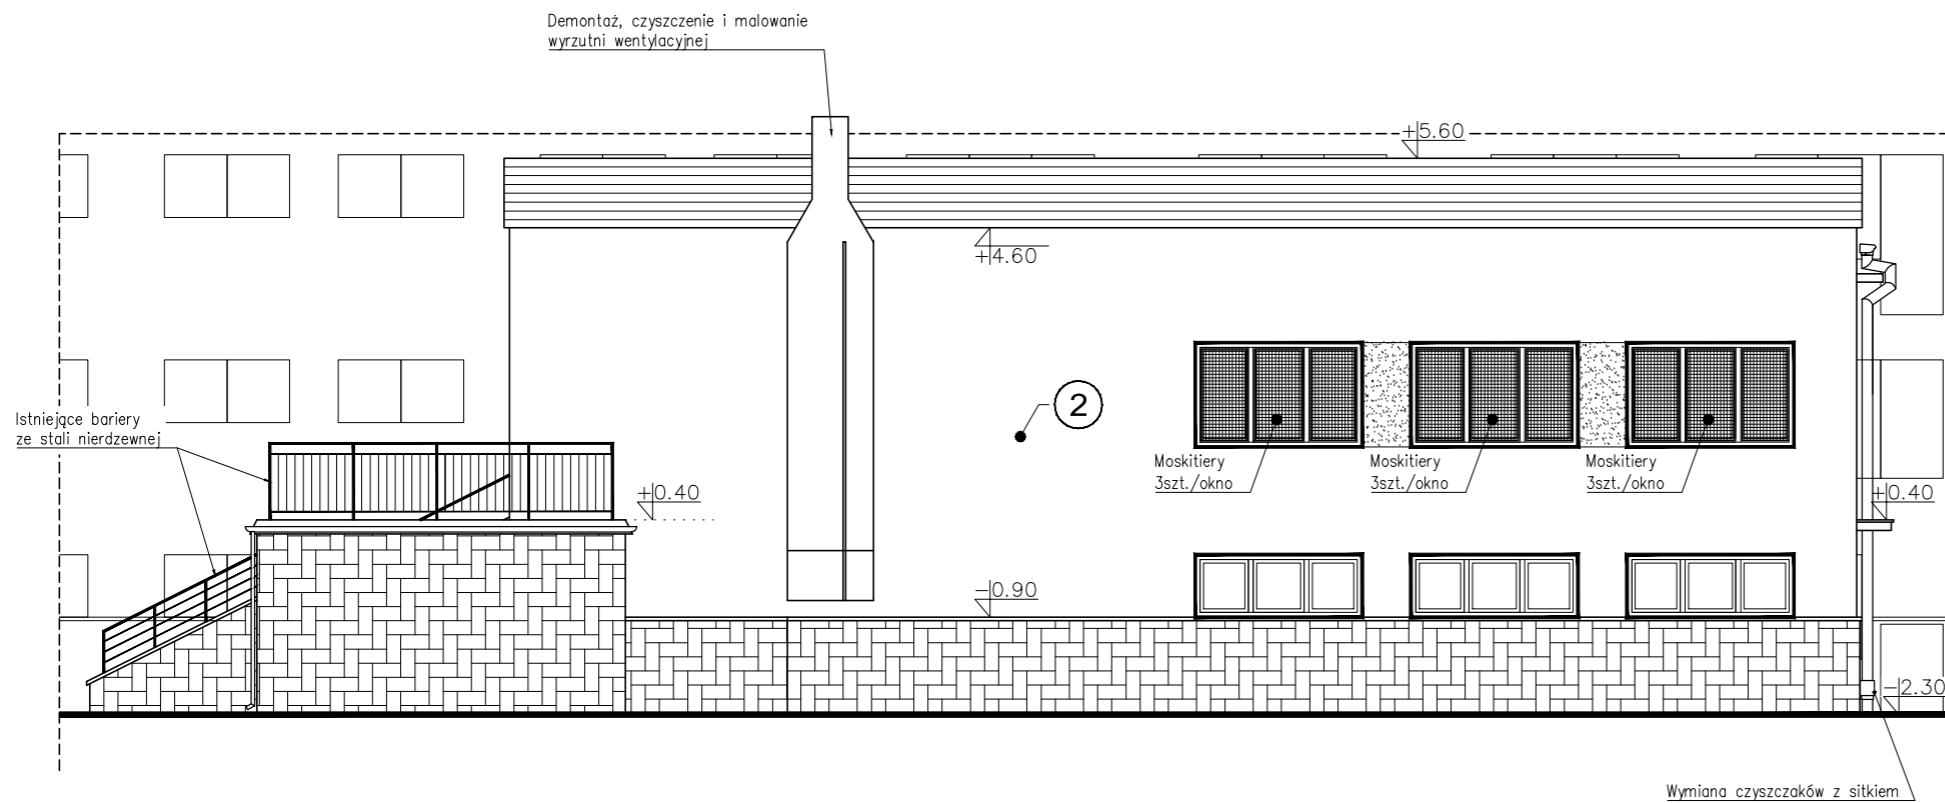 Demontaż, czyszczenie i malowanie
wyrzutni wentylacyjnej
+5.60
+4.60
Istniejące bariery
ze stali nierdzewnej
2
Moskitiery
3szt./okno
Moskitiery
3szt./okno
Moskitiery
3szt./okno
+0.40
+0.40
-0.90
-2.30
Wymiana czyszczaków z sitkiem